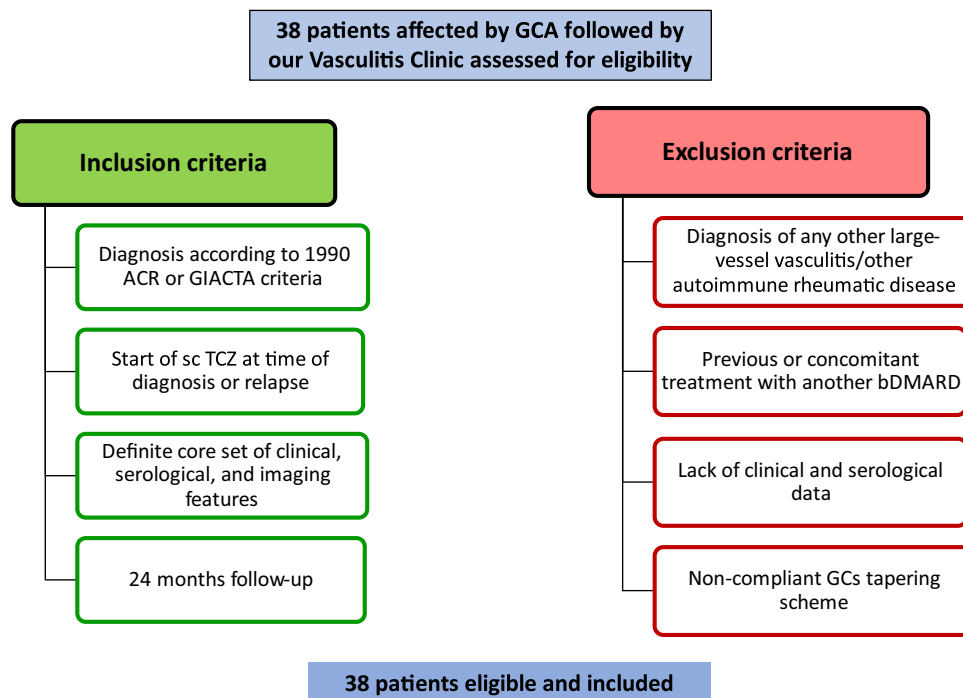 38 patients affected by GCA followed by
our Vasculitis Clinic assessed for eligibility
Inclusion criteria
Diagnosis according to 1990
ACR or GIACTA criteria
Start of sc TCZ at time of
diagnosis or relapse
Definite core set of clinical,
serological, and imaging
features
24 months follow-up
Exclusion criteria
Diagnosis of any other large-
vessel vasculitis/other
autoimmune rheumatic disease
Previous or concomitant
treatment with another bDMARD
Lack of clinical and serological
data
Non-compliant GCs tapering
scheme
38 patients eligible and included